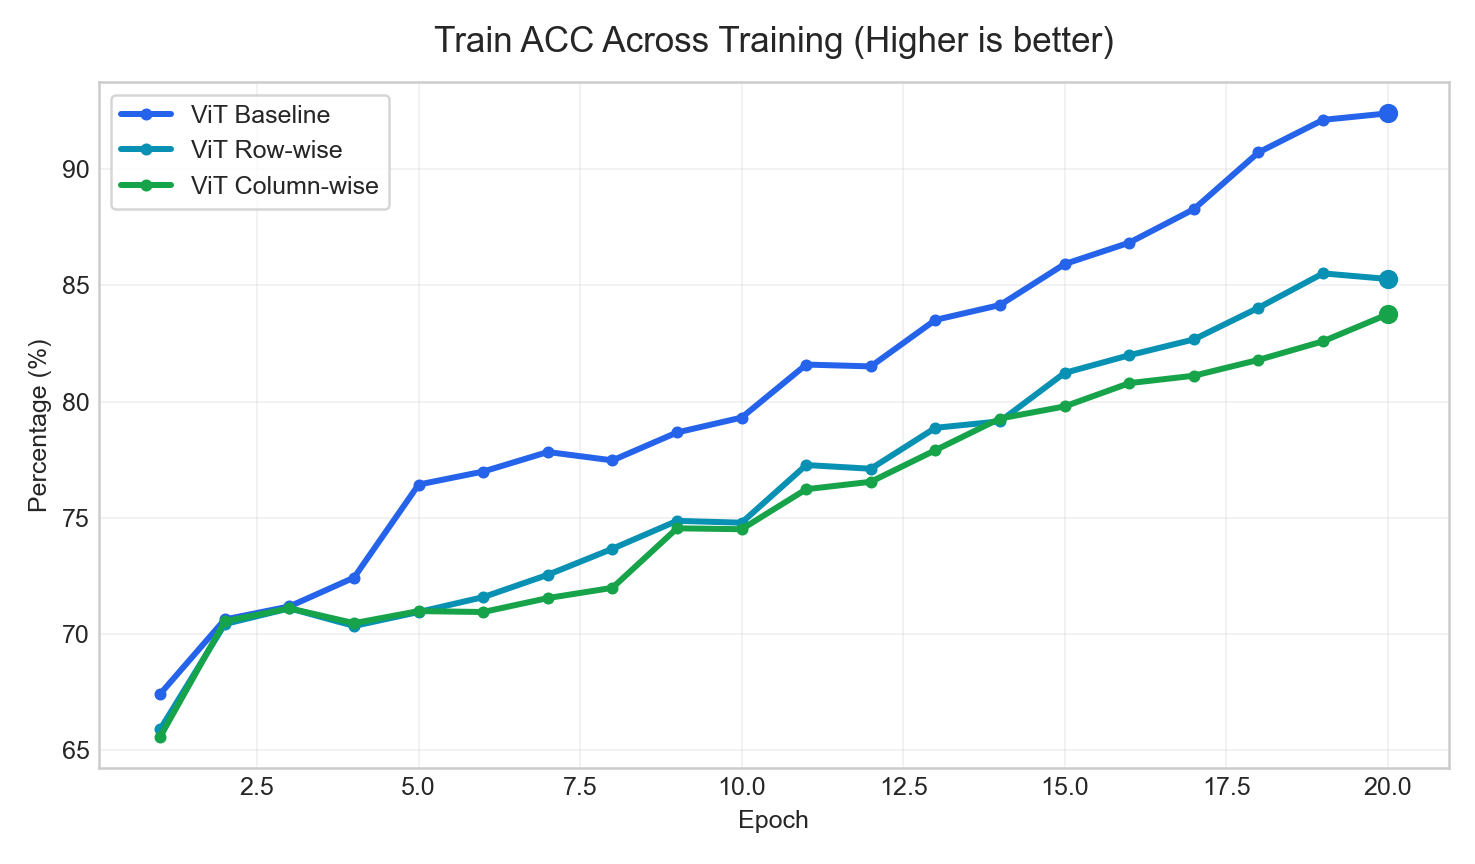 Train ACC Across Training (Higher is better)
ViT Baseline
ViT Row-wise
ViT Column-wise
90
85
80
75
70
65
Percentage (%)
2.5 5.0 7.5 10.0 12.5 15.0 17.5 20.0
Epoch